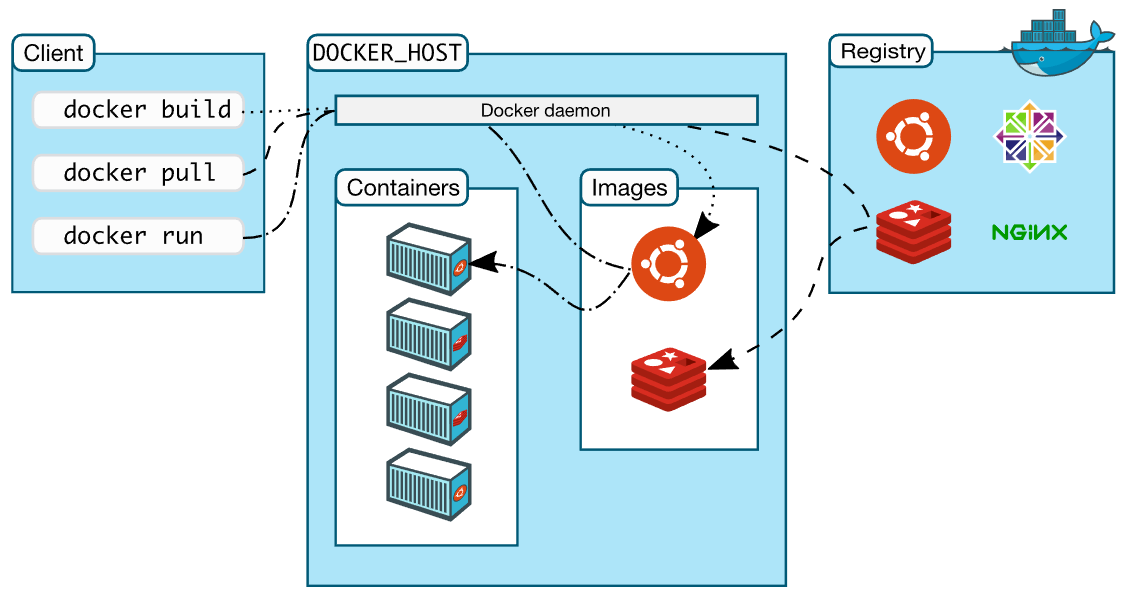 Client
docker build
docker pull
docker run
DOCKER_HOST
Docker daemon
Containers
Images
Registry
NGINX